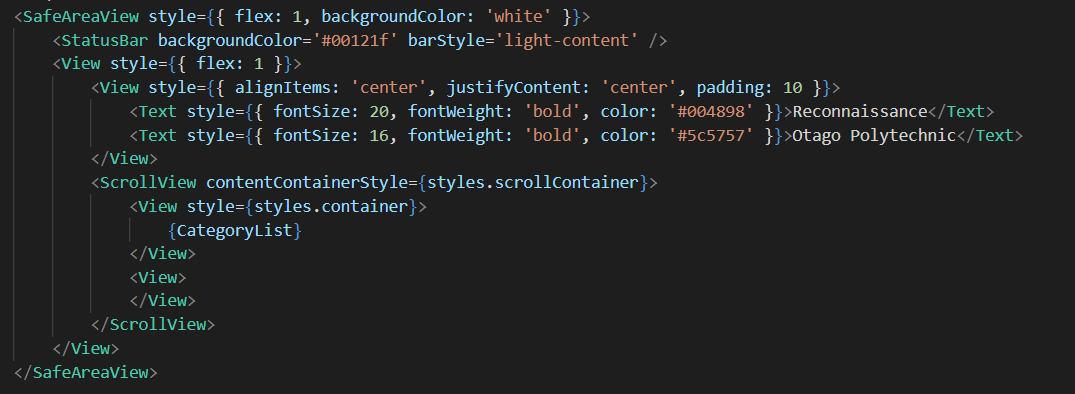 <SafeAreaView style={{ flex: 1, backgroundColor: 'white' }}>
    <StatusBar backgroundColor='#00121f' barStyle='light-content' />
    <View style={{ flex: 1 }}>
        <View style={{ alignItems: 'center', justifyContent: 'center', padding: 10 }}>
            <Text style={{ fontSize: 20, fontWeight: 'bold', color: '#004898' }}>Reconnaissance</Text>
            <Text style={{ fontSize: 16, fontWeight: 'bold', color: '#5c5757' }}>Otago Polytechnic</Text>
        </View>
        <ScrollView contentContainerStyle={styles.scrollContainer}>
            <View style={styles.container}>
                {CategoryList}
            </View>
            <View>
            </View>
        </ScrollView>
    </View>
</SafeAreaView>